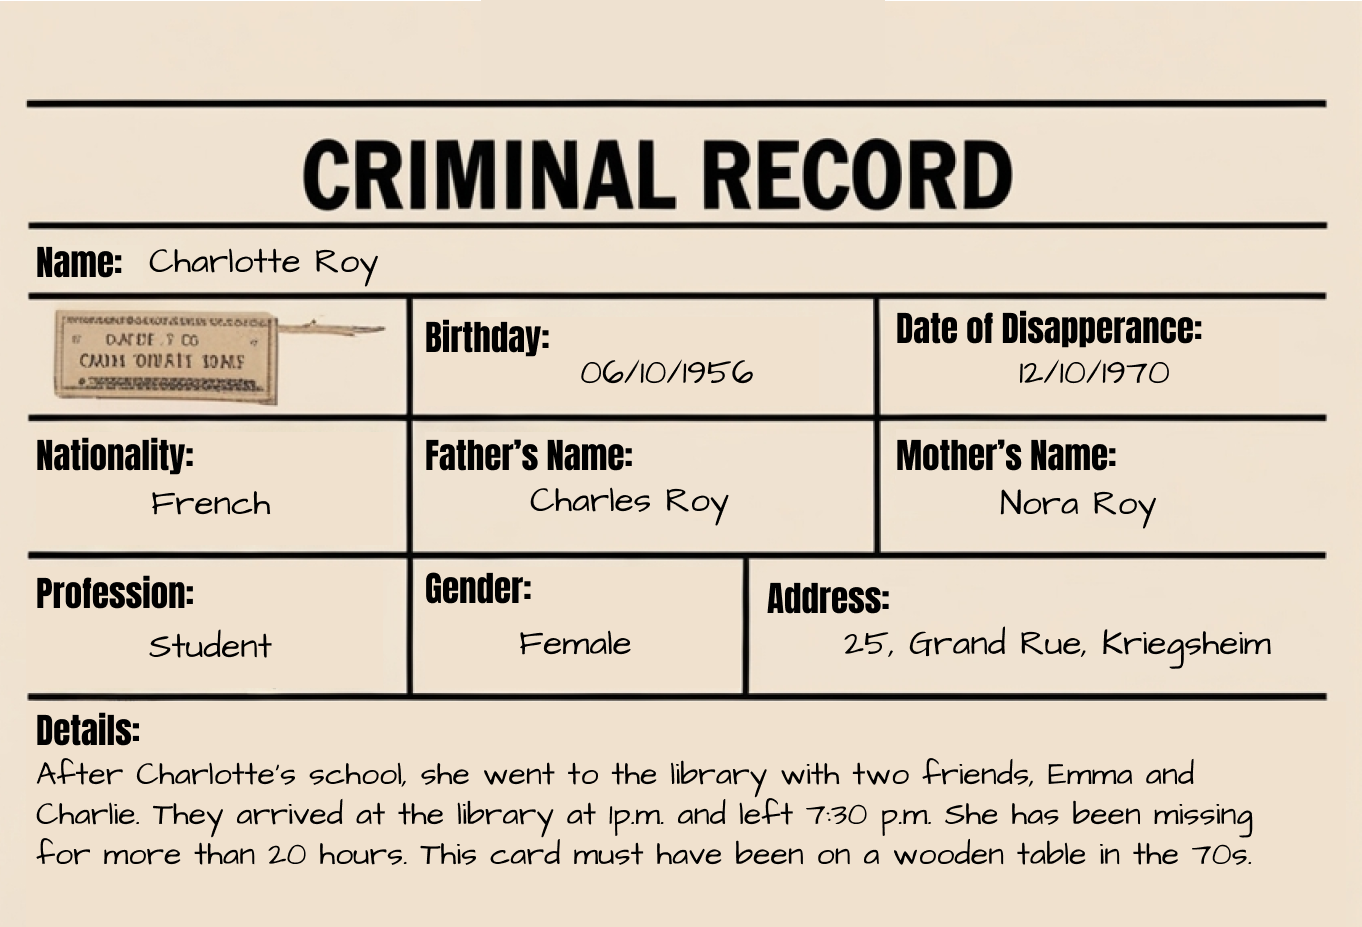 CRIMINAL RECORD
Name: Charlotte Roy
Birthday:
06/10/1956
Date of Disapperance:
12/10/1970
Nationality:
French
Father's Name:
Charles Roy
Mother's Name:
Nora Roy
Profession:
Student
Gender:
Female
Address:
25, Grand Rue, Kriegsheim
Details:
After Charlotte's school, she went to the library with two friends, Emma and
Charlie. They arrived at the library at 1p.m. and left 7:30 p.m. She has been missing
for more than 20 hours. This card must have been on a wooden table in the 70s.